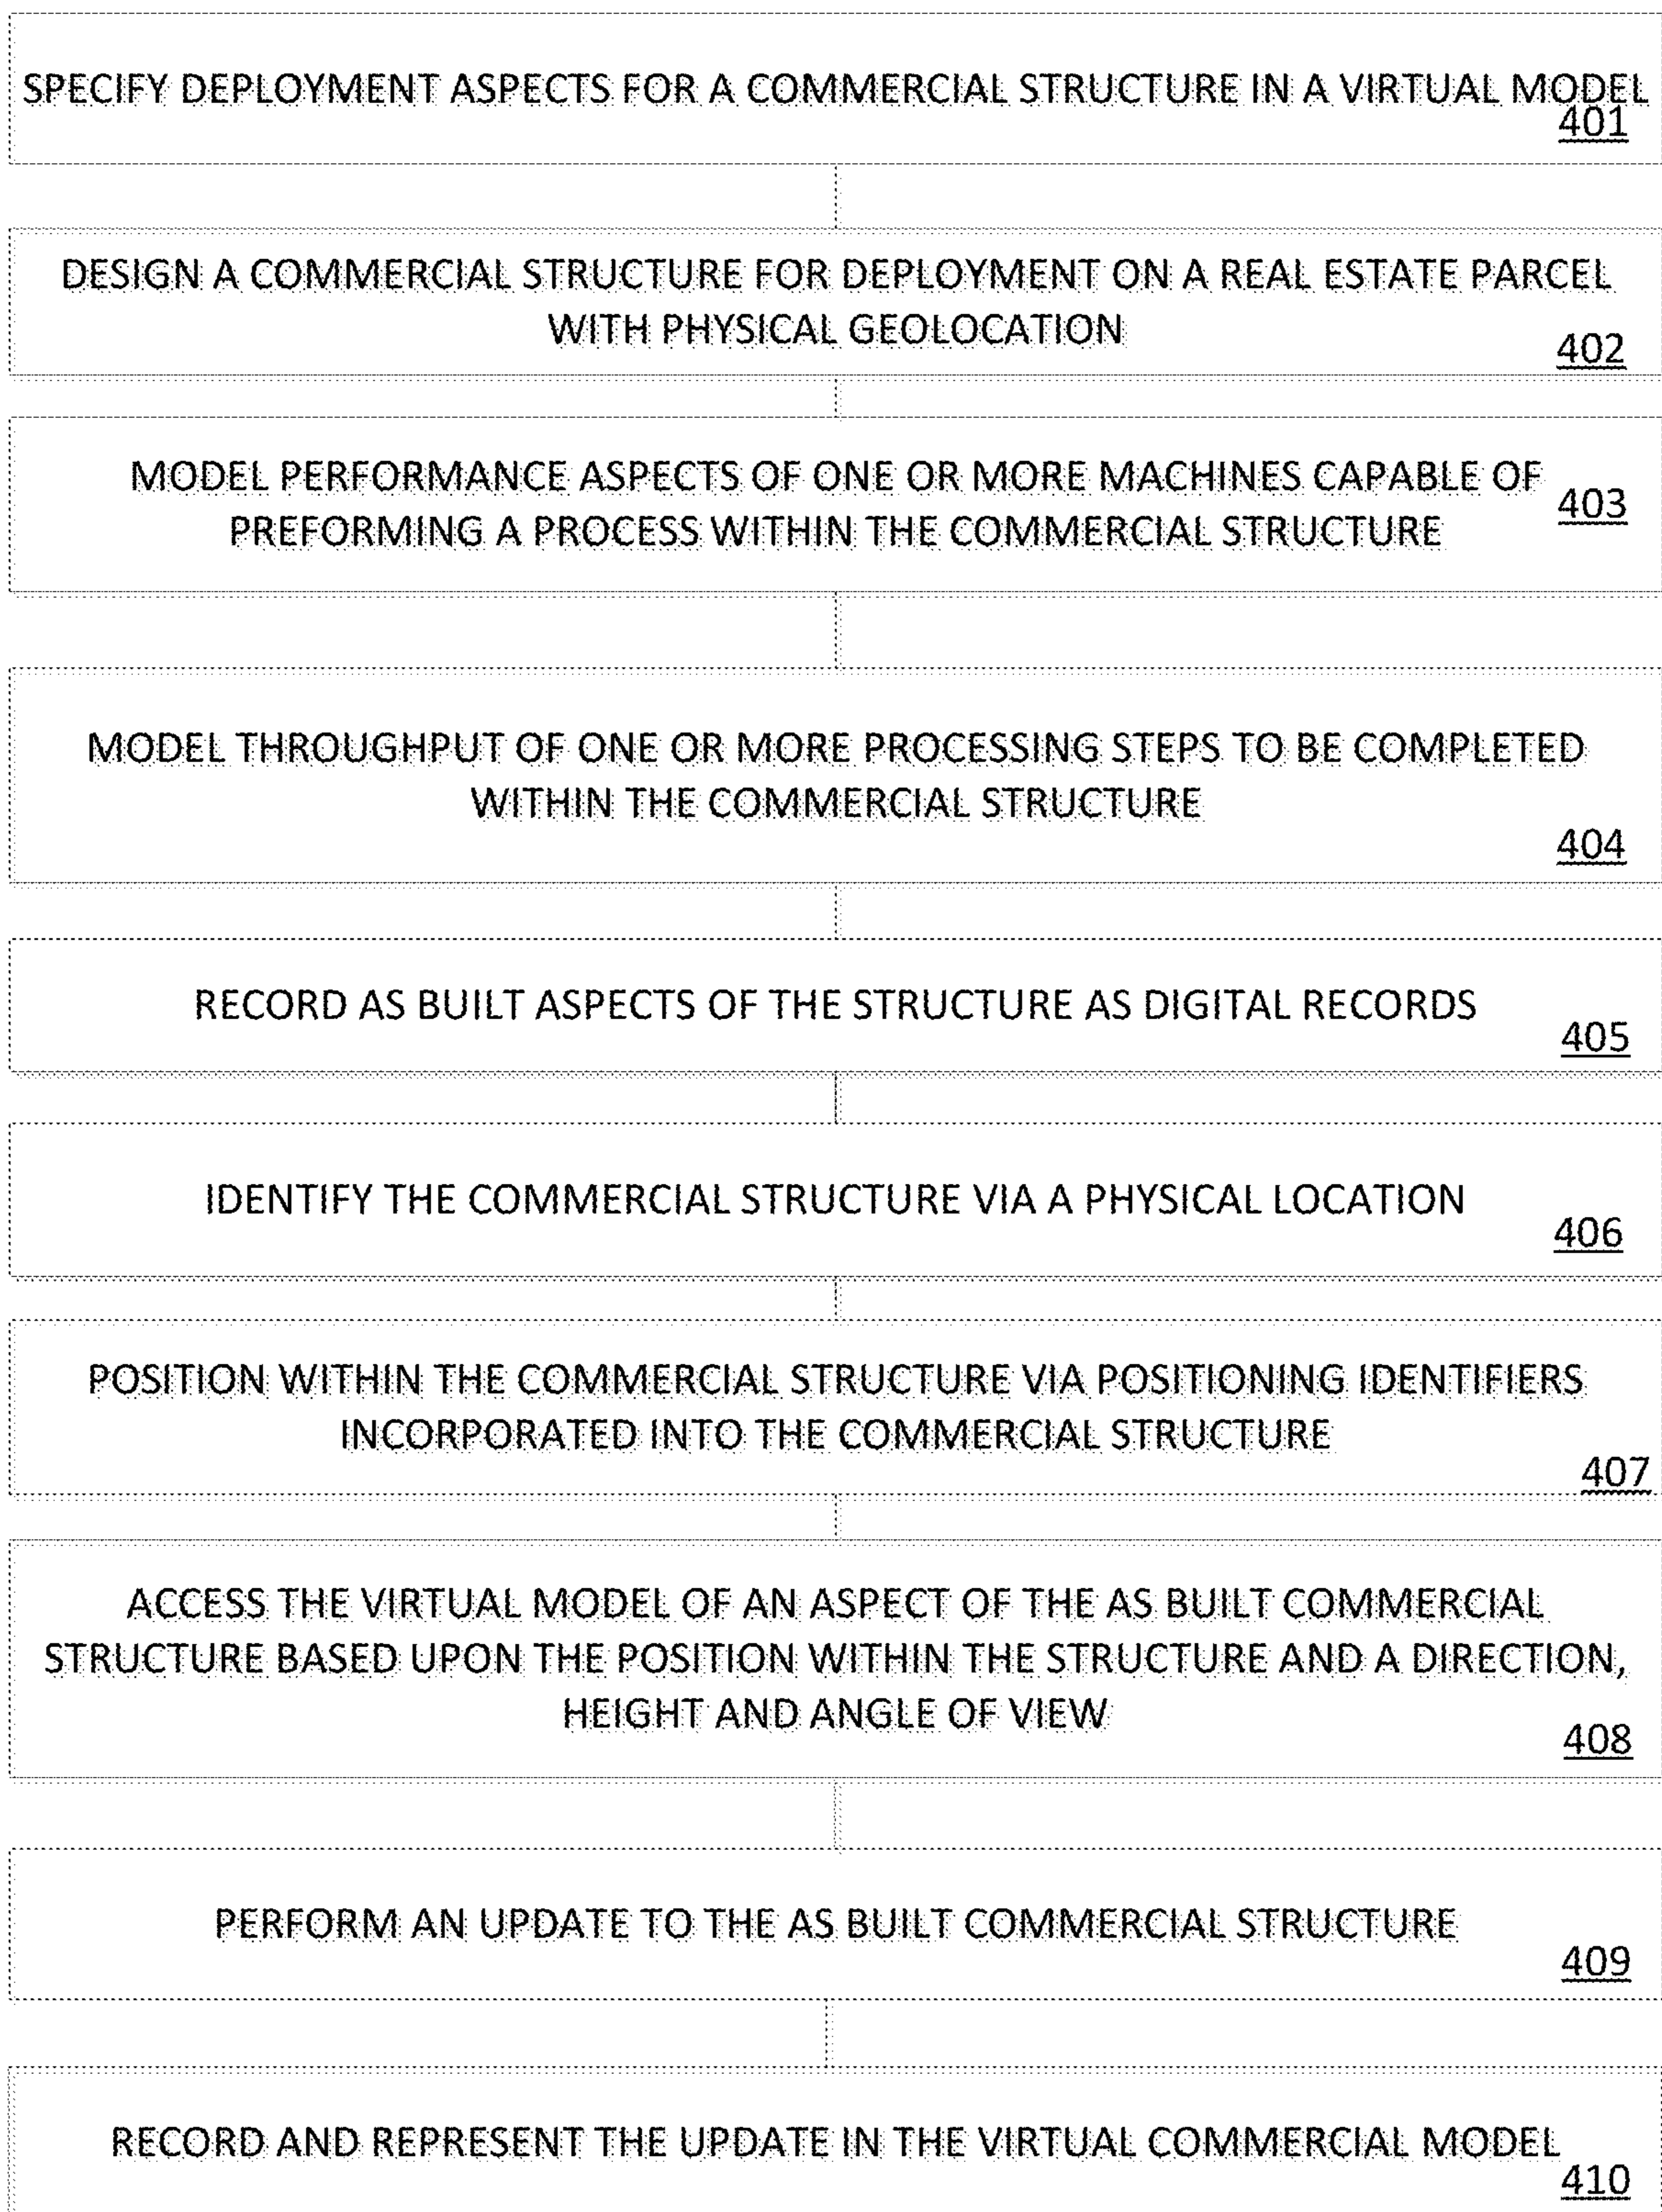 SPECIFY DEPLOYMENT ASPECTS FOR A COMMERCIAL STRUCTURE IN A VIRTUAL MODEL
401
DESIGN A COMMERCIAL STRUCTURE FOR DEPLOYMENT ON A REAL ESTATE PARCEL
WITH PHYSICAL GEOLOCATION
402
MODEL PERFORMANCE ASPECTS OF ONE OR MORE MACHINES CAPABLE OF
403
PREFORMING A PROCESS WITHIN THE COMMERCIAL STRUCTURE
MODEL THROUGHPUT OF ONE OR MORE PROCESSING STEPS TO BE COMPLETED
WITHIN THE COMMERCIAL STRUCTURE
404
RECORD AS BUILT ASPECTS OF THE STRUCTURE AS DIGITAL RECORDS
405
IDENTIFY THE COMMERCIAL STRUCTURE VIA A PHYSICAL LOCATION
406
POSITION WITHIN THE COMMERCIAL STRUCTURE VIA POSITIONING IDENTIFIERS
INCORPORATED INTO THE COMMERCIAL STRUCTURE
407
ACCESS THE VIRTUAL MODEL OF AN ASPECT OF THE AS BUILT COMMERCIAL
STRUCTURE BASED UPON THE POSITION WITHIN THE STRUCTURE AND A DIRECTION,
HEIGHT AND ANGLE OF VIEW
408
PERFORM AN UPDATE TO THE AS BUILT COMMERCIAL STRUCTURE
409
RECORD AND REPRESENT THE UPDATE IN THE VIRTUAL COMMERCIAL MODEL
410